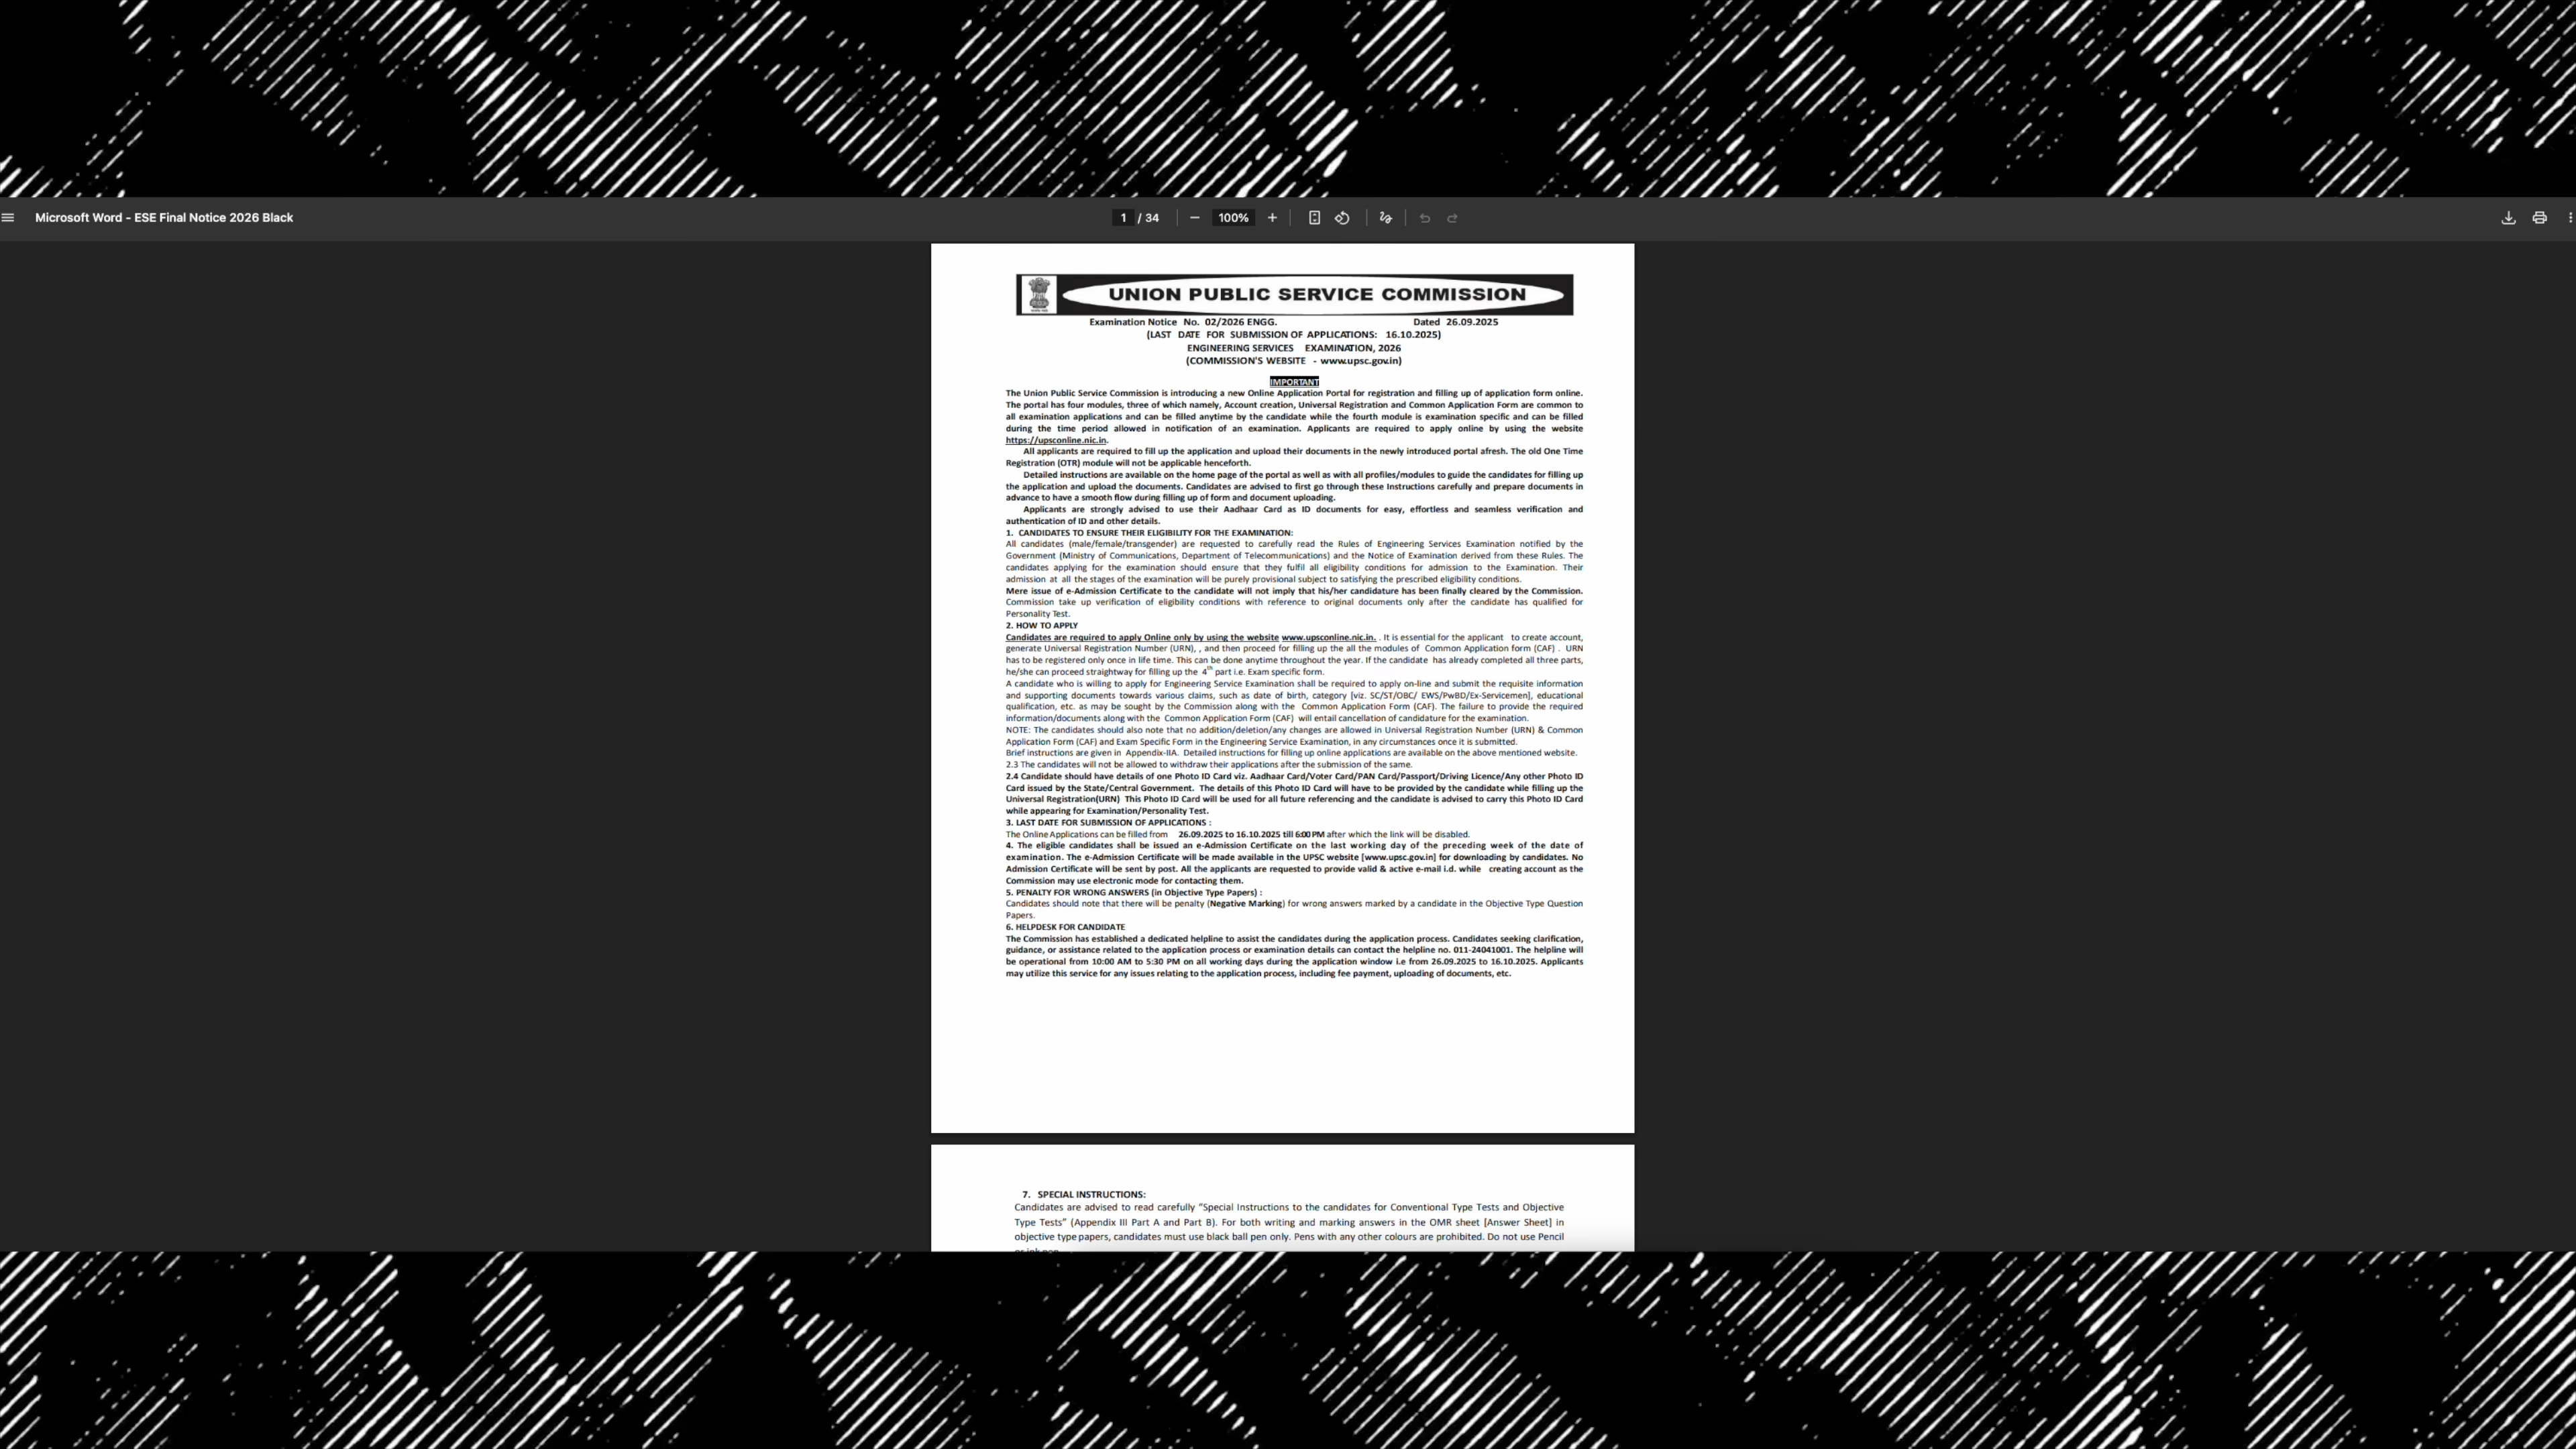 Microsoft Word - ESE Final Notice 2026 Black
1 / 34
100%
UNION PUBLIC SERVICE COMMISSION
Examination Notice No. 02/2026 ENGG. Dated 26.09.2025
(LAST DATE FOR SUBMISSION OF APPLICATIONS: 16.10.2025)
ENGINEERING SERVICES EXAMINATION, 2026
(COMMISSION'S WEBSITE - www.upsc.gov.in)
IMPORTANT
The Union Public Service Commission is introducing a new Online Application Portal for registration and filling up of application form online.
The portal has four modules, three of which namely, Account creation, Universal Registration and Common Application Form are common to
all examination applications and can be filled anytime by the candidate while the fourth module is examination specific and can be filled
during the time period allowed in notification of an examination. Applicants are required to apply online by using the website
https://upsconline.nic.in.
All applicants are required to fill up the application and upload their documents in the newly introduced portal afresh. The old One Time
Registration (OTR) module will not be applicable henceforth.
Detailed instructions are available on the home page of the portal as well as with all profiles/modules to guide the candidates for filling up
the application and upload the documents. Candidates are advised to first go through these Instructions carefully and prepare documents in
advance to have a smooth flow during filling up of form and document uploading.
Applicants are strongly advised to use their Aadhaar Card as ID documents for easy, effortless and seamless verification and
authentication of ID and other details.
1. CANDIDATES TO ENSURE THEIR ELIGIBILITY FOR THE EXAMINATION:
All candidates (male/female/transgender) are requested to carefully read the Rules of Engineering Services Examination notified by the
Government (Ministry of Communications, Department of Telecommunications) and the Notice of Examination derived from these Rules. The
candidates applying for the examination should ensure that they fulfil all eligibility conditions for admission to the Examination. Their
admission at all the stages of the examination will be purely provisional subject to satisfying the prescribed eligibility conditions.
Mere issue of e-Admission Certificate to the candidate will not imply that his/her candidature has been finally cleared by the Commission.
Commission take up verification of eligibility conditions with reference to original documents only after the candidate has qualified for
Personality Test.
2. HOW TO APPLY
Candidates are required to apply Online only by using the website www.upsconline.nic.in. . It is essential for the applicant to create account,
generate Universal Registration Number (URN), , and then proceed for filling up the all the modules of Common Application form (CAF) . URN
has to be registered only once in life time. This can be done anytime throughout the year. If the candidate has already completed all three parts,
he/she can proceed straightway for filling up the 4th part i.e. Exam specific form.
A candidate who is willing to apply for Engineering Service Examination shall be required to apply on-line and submit the requisite information
and supporting documents towards various claims, such as date of birth, category [viz. SC/ST/OBC/ EWS/PwBD/Ex-Servicemen], educational
qualification, etc. as may be sought by the Commission along with the Common Application Form (CAF). The failure to provide the required
information/documents along with the Common Application Form (CAF) will entail cancellation of candidature for the examination.
NOTE: The candidates should also note that no addition/deletion/any changes are allowed in Universal Registration Number (URN) & Common
Application Form (CAF) and Exam Specific Form in the Engineering Service Examination, in any circumstances once it is submitted.
Brief instructions are given in Appendix-IIA. Detailed instructions for filling up online applications are available on the above mentioned website.
2.3 The candidates will not be allowed to withdraw their applications after the submission of the same.
2.4 Candidate should have details of one Photo ID Card viz. Aadhaar Card/Voter Card/PAN Card/Passport/Driving Licence/Any other Photo ID
Card issued by the State/Central Government. The details of this Photo ID Card will have to be provided by the candidate while filling up the
Universal Registration(URN) This Photo ID Card will be used for all future referencing and the candidate is advised to carry this Photo ID Card
while appearing for Examination/Personality Test.
3. LAST DATE FOR SUBMISSION OF APPLICATIONS :
The Online Applications can be filled from 26.09.2025 to 16.10.2025 till 6:00 PM after which the link will be disabled.
4. The eligible candidates shall be issued an e-Admission Certificate on the last working day of the preceding week of the date of
examination. The e-Admission Certificate will be made available in the UPSC website [www.upsc.gov.in] for downloading by candidates. No
Admission Certificate will be sent by post. All the applicants are requested to provide valid & active e-mail i.d. while creating account as the
Commission may use electronic mode for contacting them.
5. PENALTY FOR WRONG ANSWERS (in Objective Type Papers) :
Candidates should note that there will be penalty (Negative Marking) for wrong answers marked by a candidate in the Objective Type Question
Papers.
6. HELPDESK FOR CANDIDATE
The Commission has established a dedicated helpline to assist the candidates during the application process. Candidates seeking clarification,
guidance, or assistance related to the application process or examination details can contact the helpline no. 011-24041001. The helpline will
be operational from 10:00 AM to 5:30 PM on all working days during the application window i.e from 26.09.2025 to 16.10.2025. Applicants
may utilize this service for any issues relating to the application process, including fee payment, uploading of documents, etc.
7. SPECIAL INSTRUCTIONS:
Candidates are advised to read carefully “Special Instructions to the candidates for Conventional Type Tests and Objective
Type Tests” (Appendix III Part A and Part B). For both writing and marking answers in the OMR sheet [Answer Sheet] in
objective type papers, candidates must use black ball pen only. Pens with any other colours are prohibited. Do not use Pencil